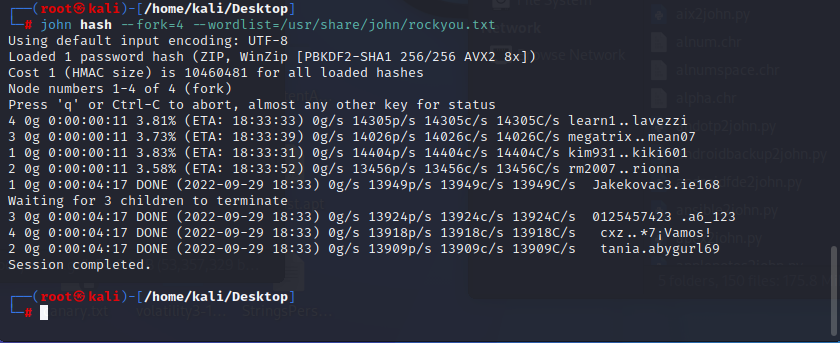 (root㉿kali)-[/home/kali/Desktop]
# john hash --fork=4 --wordlist=/usr/share/john/rockyou.txt
Using default input encoding: UTF-8
Loaded 1 password hash (ZIP, WinZip [PBKDF2-SHA1 256/256 AVX2 8x])
Cost 1 (HMAC size) is 10460481 for all loaded hashes
Node numbers 1-4 of 4 (fork)
Press 'q' or Ctrl-C to abort, almost any other key for status
4 0g 0:00:00:11 3.81% (ETA: 18:33:33) 0g/s 14305p/s 14305c/s 14305C/s learn1..lavezzi
3 0g 0:00:00:11 3.73% (ETA: 18:33:39) 0g/s 14026p/s 14026c/s 14026C/s megatrix..mean07
1 0g 0:00:00:11 3.83% (ETA: 18:33:31) 0g/s 14404p/s 14404c/s 14404C/s kim931..kiki601
2 0g 0:00:00:11 3.58% (ETA: 18:33:52) 0g/s 13456p/s 13456c/s 13456C/s rm2007..rionna
1 0g 0:00:04:17 DONE (2022-09-29 18:33) 0g/s 13949p/s 13949c/s 13949C/s   Jakekovac3.ie168
Waiting for 3 children to terminate
3 0g 0:00:04:17 DONE (2022-09-29 18:33) 0g/s 13924p/s 13924c/s 13924C/s   0125457423 .a6_123
4 0g 0:00:04:17 DONE (2022-09-29 18:33) 0g/s 13918p/s 13918c/s 13918C/s    cxz..*7¡Vamos!
2 0g 0:00:04:17 DONE (2022-09-29 18:33) 0g/s 13909p/s 13909c/s 13909C/s    tania.abygurl69
Session completed.
(root㉿kali)-[/home/kali/Desktop]
#